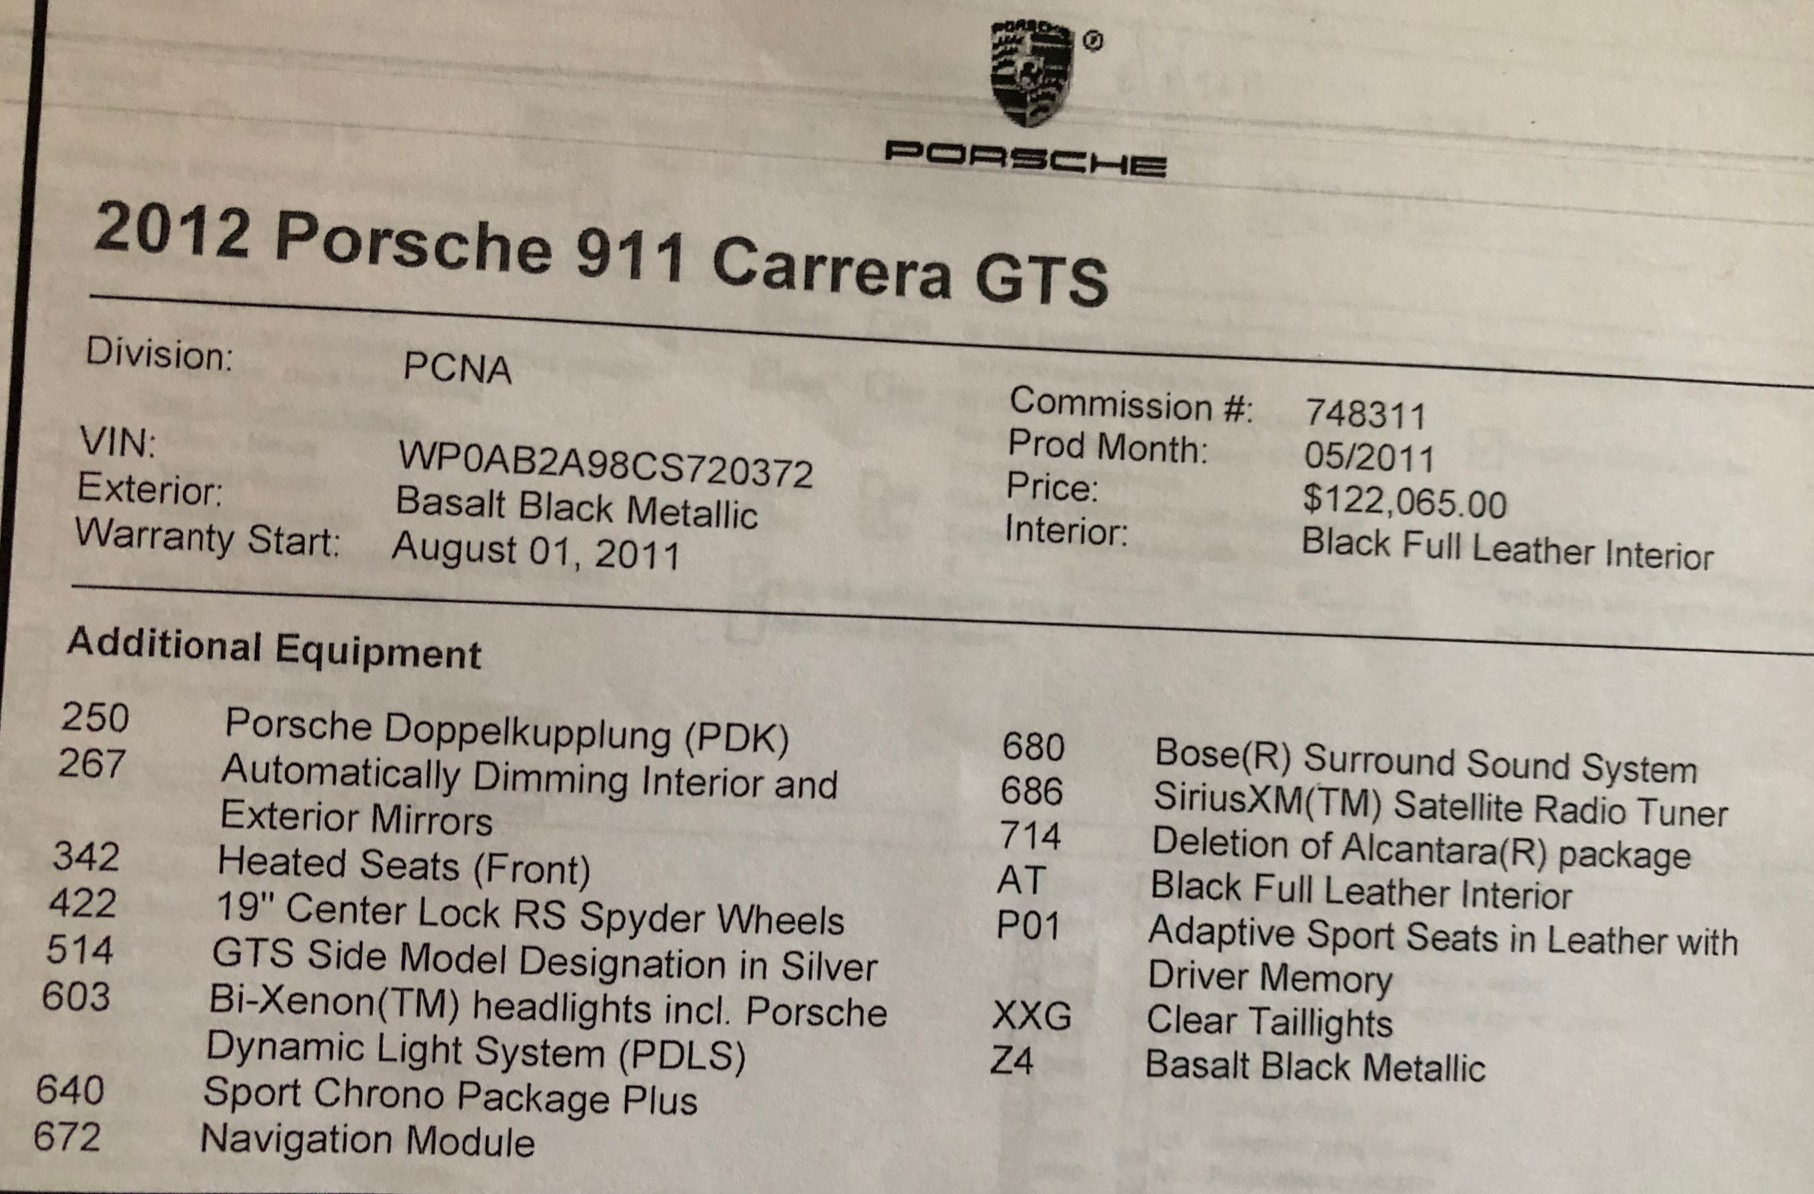 PORSCHE ®
PORSCHE
2012 Porsche 911 Carrera GTS
Division: PCNA
VIN: WP0AB2A98CS720372
Exterior: Basalt Black Metallic
Warranty Start: August 01, 2011
Commission #: 748311
Prod Month: 05/2011
Price: $122,065.00
Interior: Black Full Leather Interior
Additional Equipment
250 Porsche Doppelkupplung (PDK)
267 Automatically Dimming Interior and
Exterior Mirrors
342 Heated Seats (Front)
422 19" Center Lock RS Spyder Wheels
514 GTS Side Model Designation in Silver
603 Bi-Xenon(TM) headlights incl. Porsche
Dynamic Light System (PDLS)
640 Sport Chrono Package Plus
672 Navigation Module
680 Bose(R) Surround Sound System
686 SiriusXM(TM) Satellite Radio Tuner
714 Deletion of Alcantara(R) package
AT Black Full Leather Interior
P01 Adaptive Sport Seats in Leather with
Driver Memory
XXG Clear Taillights
Z4 Basalt Black Metallic